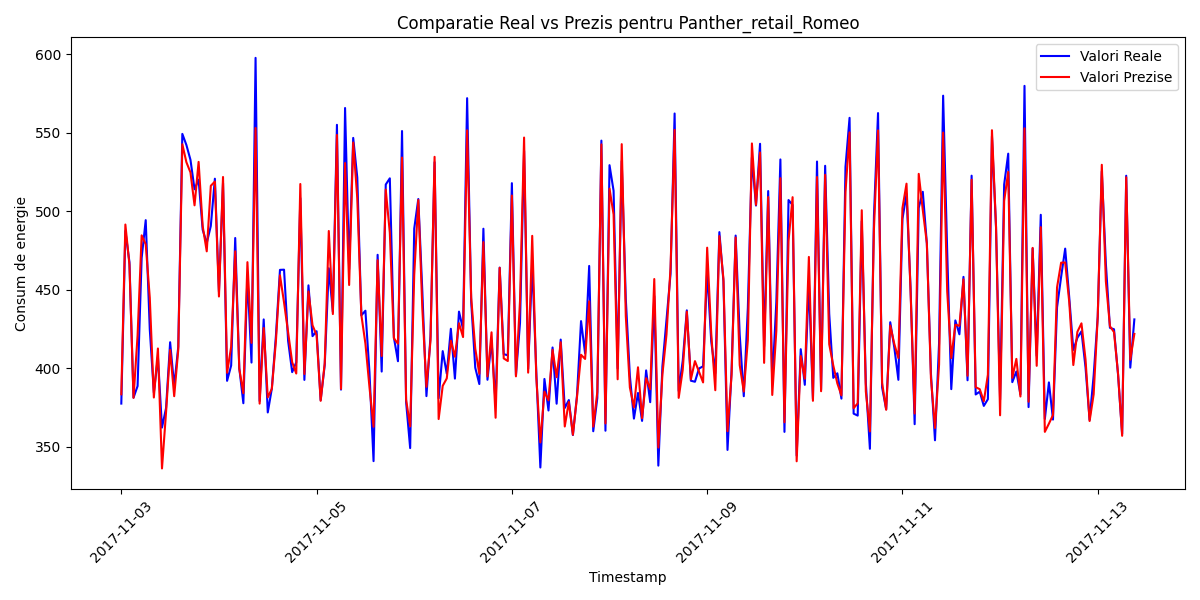 Comparatie Real vs Prezis pentru Panther_retail_Romeo
Valori Reale
Valori Prezise
Consum de energie
600
550
500
450
400
350
2017-11-03
2017-11-05
2017-11-07
2017-11-09
2017-11-11
2017-11-13
Timestamp